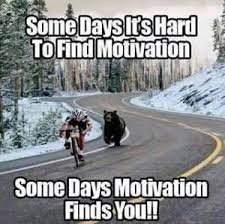 Some Days It's Hard
To Find Motivation
Some Days Motivation
Finds You!!